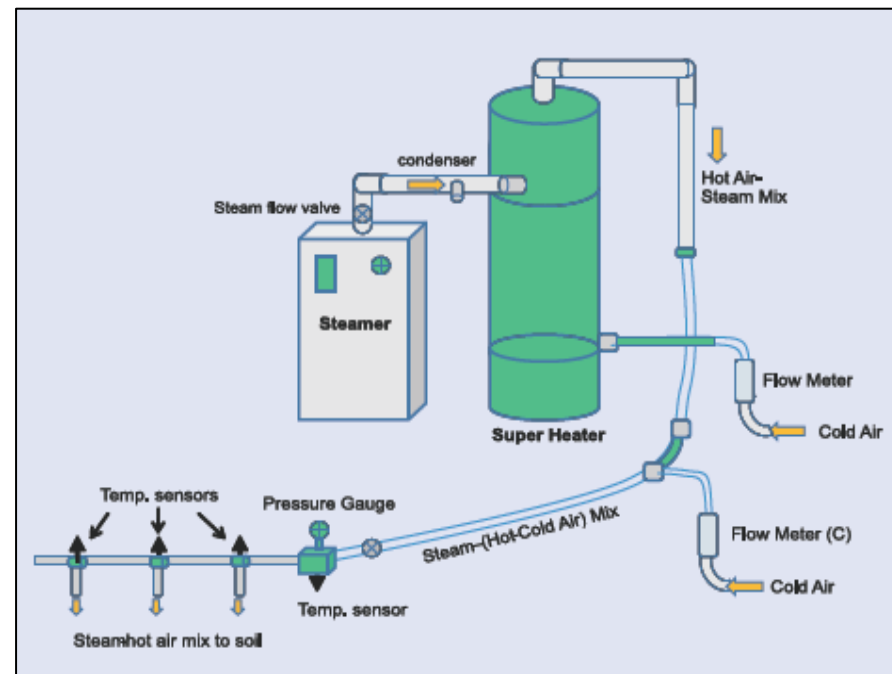 condenser
Steam flow valve
Hot Air-
Steam Mix
Steamer
Flow Meter
Super Heater
Cold Air
Temp. sensors
Pressure Gauge
Steam-(Hot-Cold Air) Mix
Flow Meter (C)
Temp. sensor
Cold Air
Steamhot air mix to soil